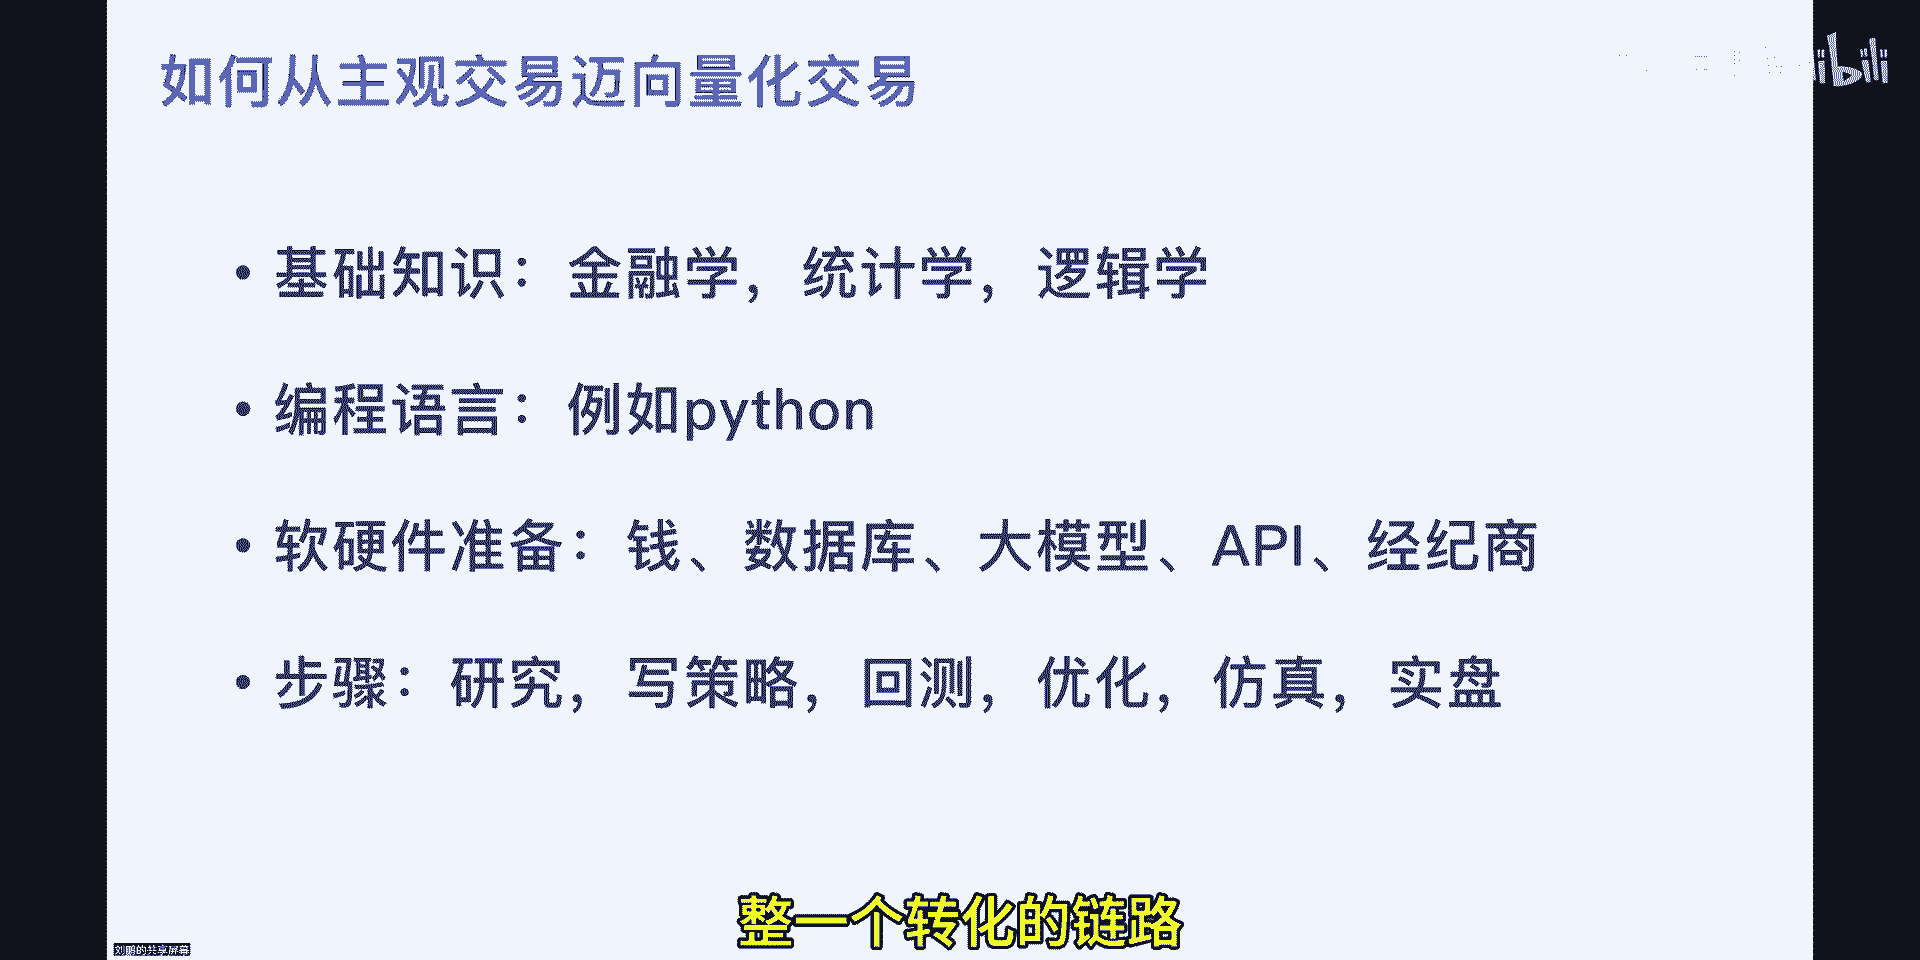 如何从主观交易迈向量化交易
bilibili
• 基础知识：金融学，统计学，逻辑学
• 编程语言：例如python
• 软硬件准备：钱、数据库、大模型、API、经纪商
• 步骤：研究，写策略，回测，优化，仿真，实盘
整一个转化的链路
刘鹏的共享屏幕